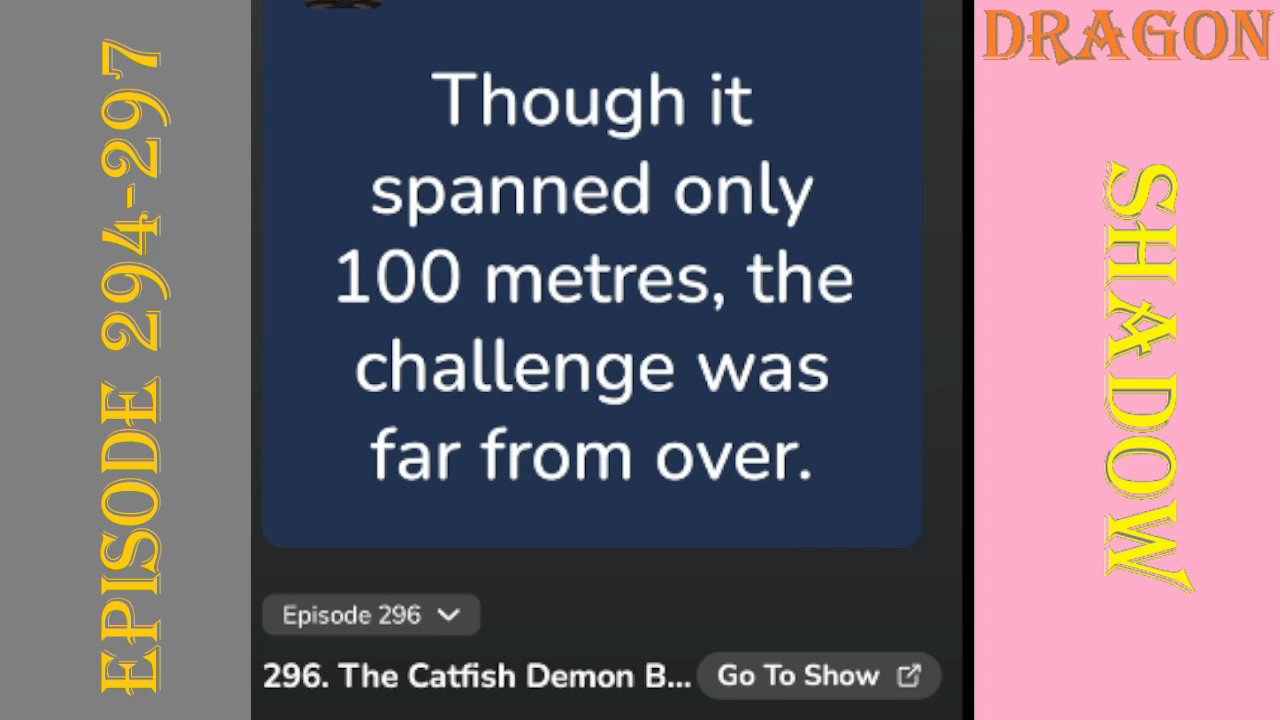 EPISODE 294-297
Though it
spanned only
100 metres, the
challenge was
far from over.
Episode 296
296. The Catfish Demon B...
Go To Show
DRAGON
SHADOW